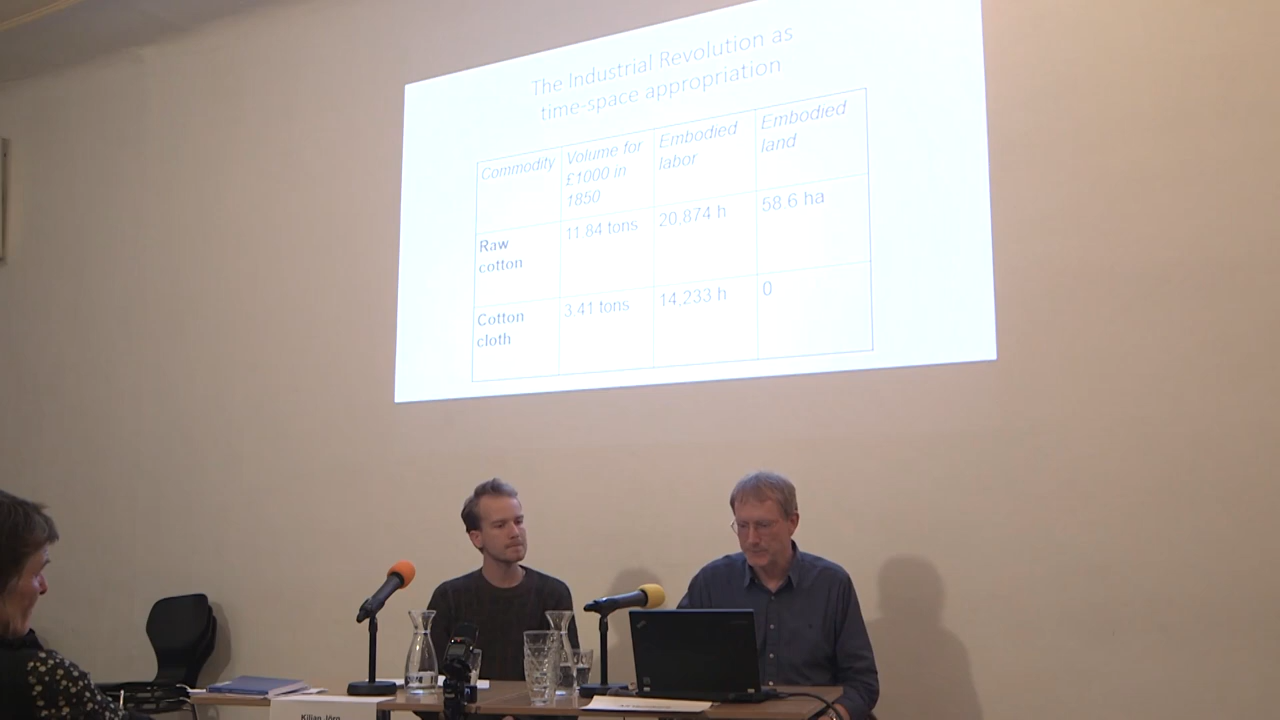 The Industrial Revolution as
time-space appropriation
Commodity
Volume for
£1000 in
1850
Embodied
labor
Embodied
land
Raw
cotton
11.84 tons
20,874 h
58.6 ha
Cotton
cloth
3.41 tons
14,233 h
0
Kilian Jörg